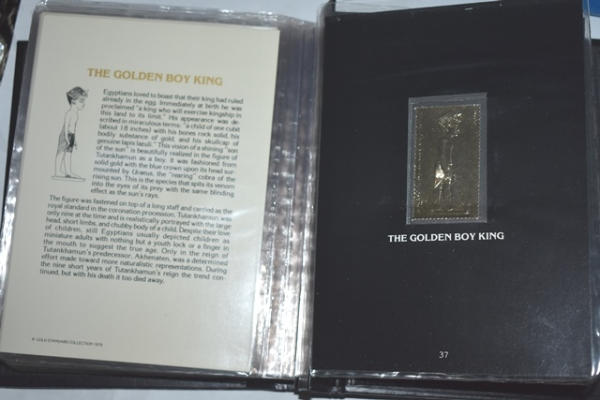 THE GOLDEN BOY KING
Egyptians loved to boast that their king had ruled
already in the egg. Immediately at birth he was
proclaimed "a king who will exercise kingship in
this land to its limit." His appearance was de-
scribed in miraculous terms: "a child of one cubit
(about 18 inches) with his bones rock solid, his
bodily substance of gold, and his skullcap of
genuine lapis lazuli." This vision of a shining "son
of the sun" is beautifully realized in the figure of
Tutankhamun as a boy. It was fashioned from
solid gold with the blue crown upon its head sur-
mounted by Uraeus, the "rearing" cobra of the
rising sun. This is the species that spits its venom
into the eyes of its prey with the same blinding
effect as the sun's rays.
The figure was fastened on top of a long staff and carried as the
royal standard in the coronation procession. Tutankhamun was
only nine at the time and is realistically portrayed with the large
head, short limbs, and chubby body of a child. Despite their love
of children, still Egyptians usually depicted children as
miniature adults with nothing but a youth lock or a finger in
the mouth to suggest the true age. Only in the reign of
Tutankhamun's predecessor, Akhenaten, was a determined
effort made toward more naturalistic representations. During
the nine short years of Tutankhamun's reign the trend con-
tinued, but with his death it too died away.
© GOLD STANDARD COLLECTION 1978
THE GOLDEN BOY KING
37